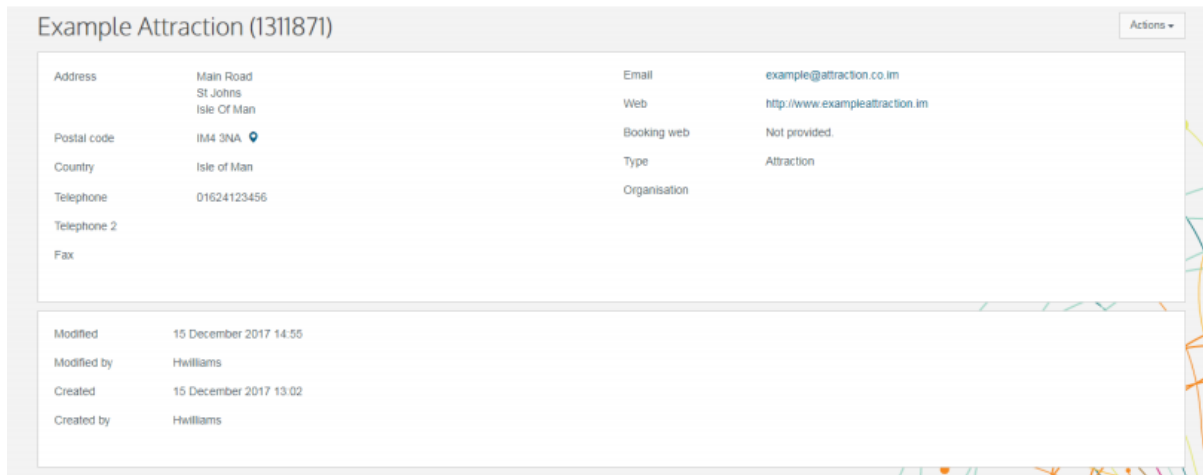 Example Attraction (1311871)
Actions
Address Main Road
St Johns
Isle Of Man
Postal code IM4 3NA
Country Isle of Man
Telephone 01624123456
Telephone 2
Fax
Email example@attraction.co.im
Web http://www.exampleattraction.im
Booking web Not provided.
Type Attraction
Organisation
Modified 15 December 2017 14:55
Modified by Hwilliams
Created 15 December 2017 13:02
Created by Hwilliams